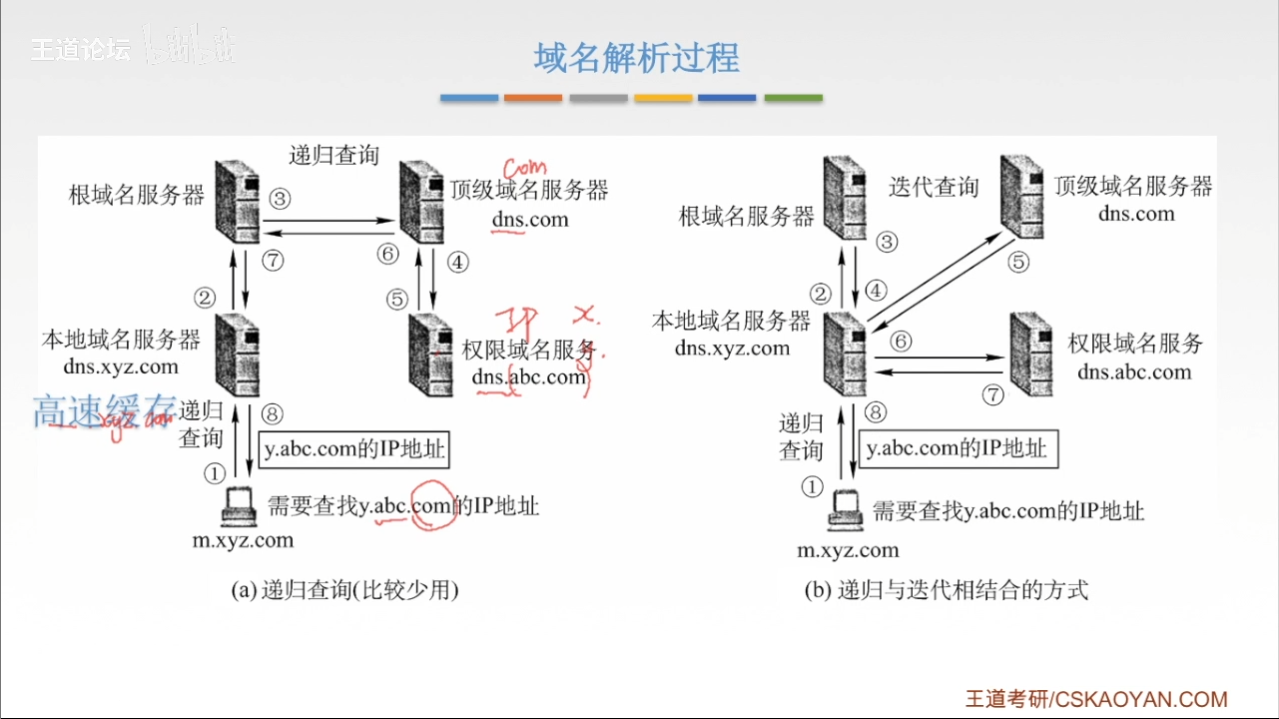 王道论坛 bilibili
域名解析过程
递归查询
com
根域名服务器
③
顶级域名服务器
dns.com
⑦
⑥
④
②
⑤
IP x.
本地域名服务器
dns.xyz.com
权限域名服务
dns.abc.com
高速缓存
xyz com
递归
查询
⑧
y.abc.com的IP地址
①
需要查找y.abc.com的IP地址
m.xyz.com
(a) 递归查询(比较少用)
迭代查询
顶级域名服务器
dns.com
根域名服务器
③
⑤
②
④
本地域名服务器
dns.xyz.com
⑥
权限域名服务
dns.abc.com
⑦
递归
查询
⑧
y.abc.com的IP地址
①
需要查找y.abc.com的IP地址
m.xyz.com
(b) 递归与迭代相结合的方式
王道考研/CSKAOYAN.COM